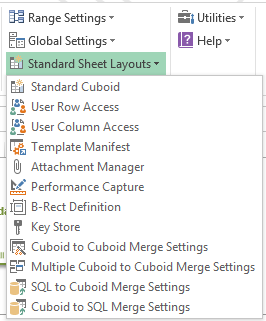 Range Settings
Utilities
Global Settings
Help
Standard Sheet Layouts
Standard Cuboid
User Row Access
User Column Access
Template Manifest
Attachment Manager
Performance Capture
B-Rect Definition
Key Store
Cuboid to Cuboid Merge Settings
Multiple Cuboid to Cuboid Merge Settings
SQL to Cuboid Merge Settings
Cuboid to SQL Merge Settings